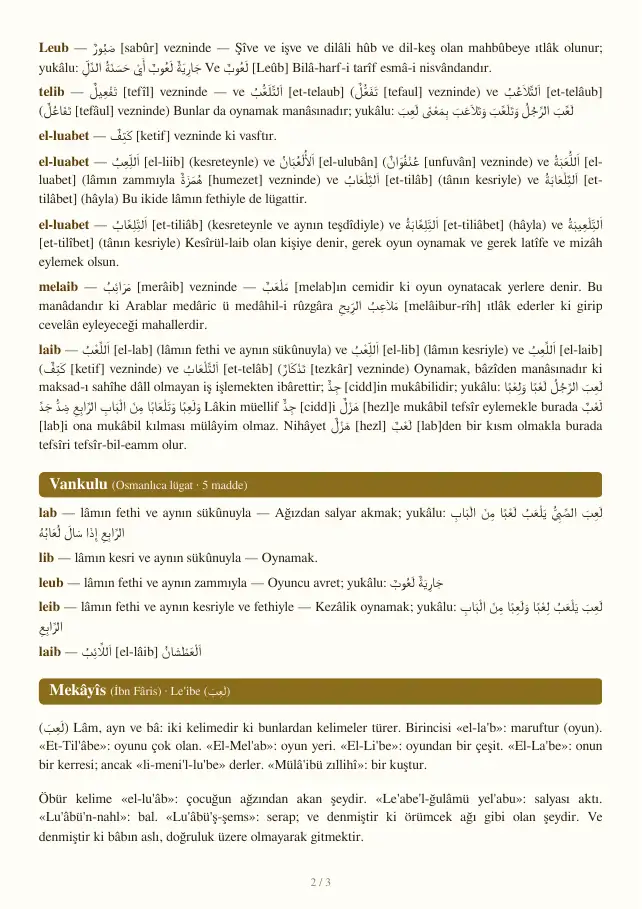 Leub — صَبُورٌ [sabûr] vezninde — Şîve ve işve ve dilâli hûb ve dil-keş olan mahbûbeye ıtlâk olunur;
yukâlu: جَارِيَةٌ لَعُوبٌ أَيْ حَسَنَةُ الدَّلِّ Ve لَعُوبُ [Leûb] Bilâ-harf-i tarîf esmâ-i nisvândandır.
telib — تَفْعِيلٌ [tefîl] vezninde — ve اَلتَّلَعُّبُ [et-telaub] (تَفَعُّلٌ [tefaul] vezninde) ve اَلتَّلَاعُبُ [et-telâub]
(تَفَاعُلٌ [tefâul] vezninde) Bunlar da oynamak manâsınadır; yukâlu: لَعَّبَ الرَّجُلُ وَتَلَعَّبَ وَتَلاَعَبَ بِمَعْنَى لَعِبَ
el-luabet — كَتِفٌ [ketif] vezninde ki vasftır.
el-luabet — اَللِّعِبُ [el-liib] (kesreteynle) ve اَلْأُلْعُبَانُ [el-ulubân] (عُنْفُوَانٌ [unfuvân] vezninde) ve اَللُّعَبَةُ [el-
luabet] (lâmın zammıyla هُمَزَةٌ [humezet] vezninde) ve اَلتِّلْعَابُ [et-tilâb] (tânın kesriyle) ve اَلتِّلْعَابَةُ [et-
tilâbet] (hâyla) Bu ikide lâmın fethiyle de lügattir.
el-luabet — اَلتِّلِعَّابُ [et-tiliâb] (kesreteynle ve aynın teşdîdiyle) ve اَلتِّلِعَّابَةُ [et-tiliâbet] (hâyla) ve اَلتِّلْعِيبَةُ
[et-tilîbet] (tânın kesriyle) Kesîrül-laib olan kişiye denir, gerek oyun oynamak ve gerek latîfe ve mizâh
eylemek olsun.
melaib — مَرَاتِبُ [merâib] vezninde — مَلْعَبٌ [melab]ın cemidir ki oyun oynatacak yerlere denir. Bu
manâdandır ki Arablar medâric ü medâhil-i rûzgâra مَلاَعِبُ الرِّيحِ [melâibur-rîh] ıtlâk ederler ki girip
cevelân eyleyeceği mahallerdir.
laib — اَللَّعْبُ [el-lab] (lâmın fethi ve aynın sükûnuyla) ve اَللِّعْبُ [el-lib] (lâmın kesriyle) ve اَللَّعِبُ [el-laib]
(كَتِفٌ [ketif] vezninde) ve اَلتَّلْعَابُ [et-telâb] (تَذْكَارٌ [tezkâr] vezninde) Oynamak, bâzîden manâsınadır ki
maksad-ı sahîhe dâll olmayan iş işlemekten ibârettir; جِدٌّ [cidd]in mukâbilidir; yukâlu: لَعِبَ الرَّجُلُ لَعْبًا وَلِعْبًا
وَلَعِبًا وَتَلْعَابًا مِنَ الْبَابِ الرَّابِعِ ضِدُّ جَدَّ Lâkin müellif جِدٌّ [cidd]i هَزْلٌ [hezl]e mukâbil tefsîr eylemekle burada لَعْبٌ
[lab]i ona mukâbil kılması mülâyim olmaz. Nihâyet هَزْلٌ [hezl] لَعْبٌ [lab]den bir kısm olmakla burada
tefsîri tefsîr-bil-eamm olur.
Vankulu (Osmanlıca lügat · 5 madde)
lab — lâmın fethi ve aynın sükûnuyla — Ağızdan salyar akmak; yukâlu: لَعِبَ الصَّبِيُّ يَلْعَبُ لَعْبًا مِنَ الْبَابِ
الرَّابِعِ إِذَا سَالَ لُعَابُهُ
lib — lâmın kesri ve aynın sükûnuyla — Oynamak.
leub — lâmın fethi ve aynın zammıyla — Oyuncu avret; yukâlu: جَارِيَةٌ لَعُوبٌ
leib — lâmın fethi ve aynın kesriyle ve fethiyle — Kezâlik oynamak; yukâlu: لَعِبَ يَلْعَبُ لِعْبًا وَلَعِبًا مِنَ الْبَابِ
الرَّابِعِ
laib — اَللاَّئِبُ [el-lâib] اَلْعَطْشَانُ
Mekâyîs (İbn Fâris) · Le'ibe (لَعِبَ)
(لَعِبَ) Lâm, ayn ve bâ: iki kelimedir ki bunlardan kelimeler türer. Birincisi «el-la'b»: maruftur (oyun).
«Et-Til'âbe»: oyunu çok olan. «El-Mel'ab»: oyun yeri. «El-Li'be»: oyundan bir çeşit. «El-La'be»: onun
bir kerresi; ancak «li-meni'l-lu'be» derler. «Mülâ'ibü zıllihî»: bir kuştur.
Öbür kelime «el-lu'âb»: çocuğun ağzından akan şeydir. «Le'abe'l-ğulâmü yel'abu»: salyası aktı.
«Lu'âbü'n-nahl»: bal. «Lu'âbü'ş-şems»: serap; ve denmiştir ki örümcek ağı gibi olan şeydir. Ve
denmiştir ki bâbın aslı, doğruluk üzere olmayarak gitmektir.
2 / 3